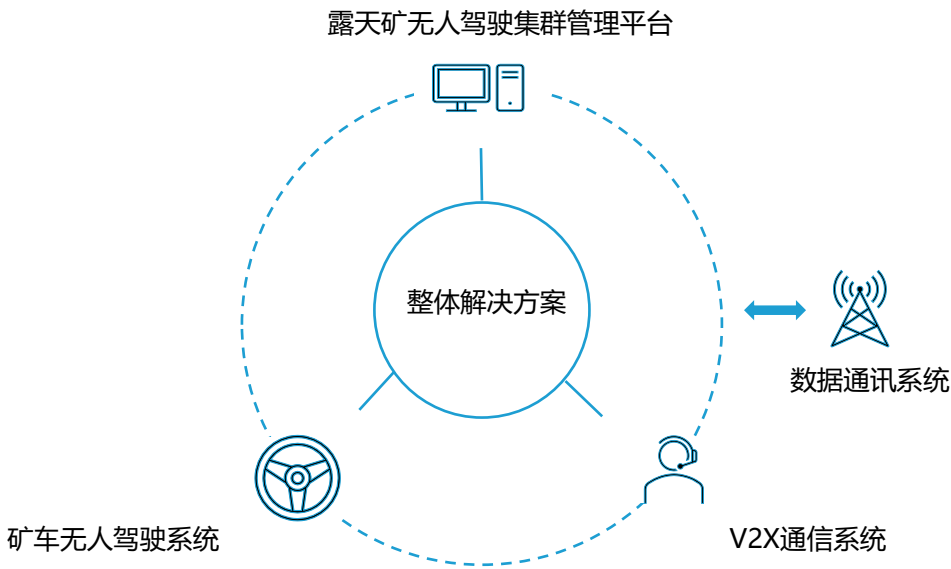 露天矿无人驾驶集群管理平台
整体解决方案
数据通讯系统
矿车无人驾驶系统
V2X通信系统